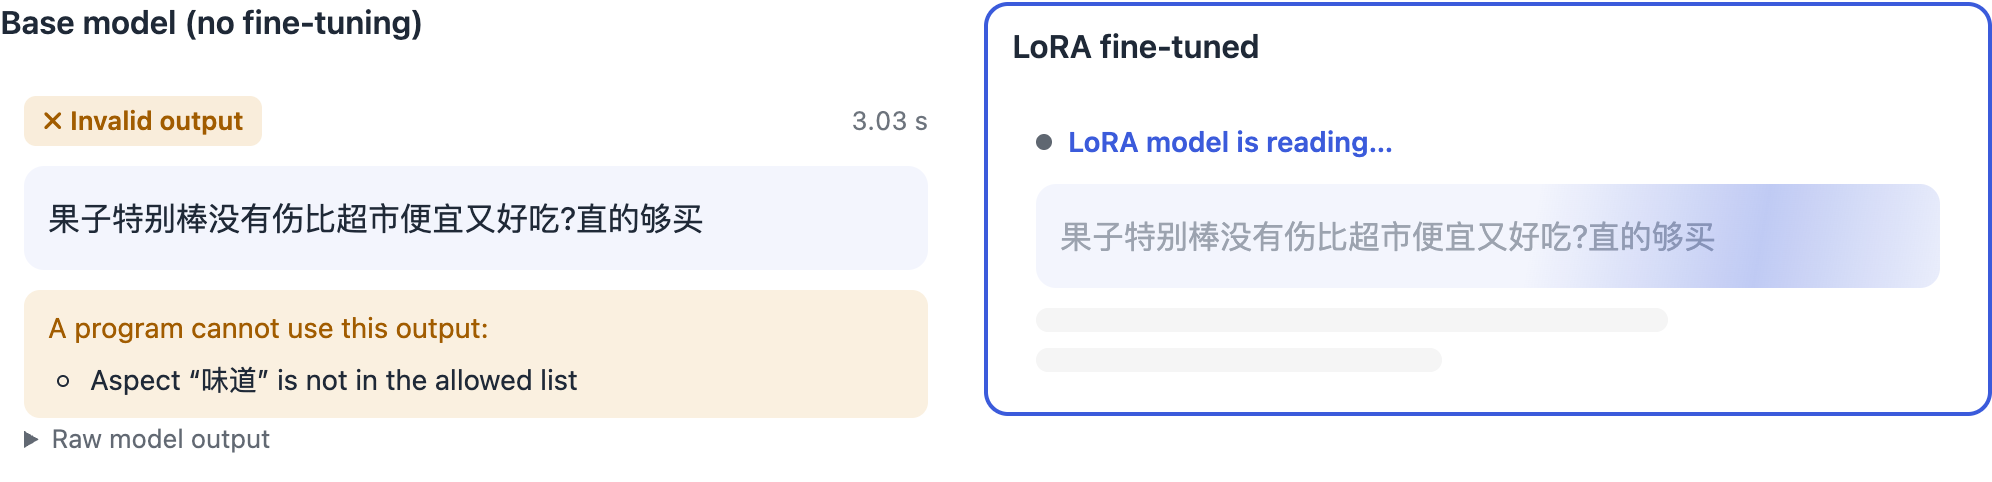 Base model (no fine-tuning)
✕ Invalid output
3.03 s
果子特别棒没有伤比超市便宜又好吃?直的够买
A program cannot use this output:
Aspect “味道” is not in the allowed list
Raw model output
LoRA fine-tuned
LoRA model is reading...
果子特别棒没有伤比超市便宜又好吃?直的够买